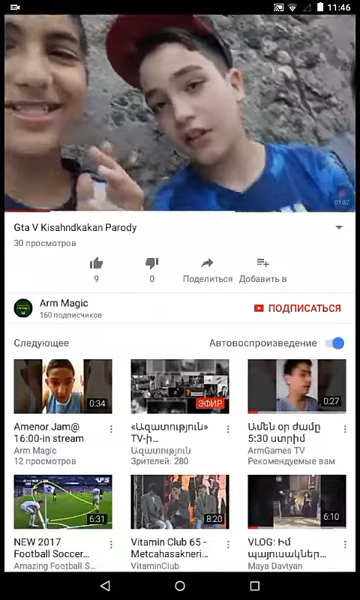 11:46
01:02
Gta V Kisahndkakan Parody
30 просмотров
9
0
Поделиться
Добавить в
Arm Magic
160 подписчиков
ПОДПИСАТЬСЯ
Следующее
Автовоспроизведение
0:34
Amenor Jam@ 
16:00-in stream
Arm Magic
12 просмотров
ЭФИР
«Ազատություն»
TV-ի...
Ազատություն
Зрителей: 280
0:27
Ամեն օր ժամը
5:30 ստրիմ
ArmGames TV
Рекомендуемые вам
6:31
NEW 2017
Football Soccer...
Amazing Football S...
8:20
Vitamin Club 65 -
Metcahasakneri...
VitaminClub
6:10
VLOG: Իմ
պայուսակներ...
Maya Davtyan